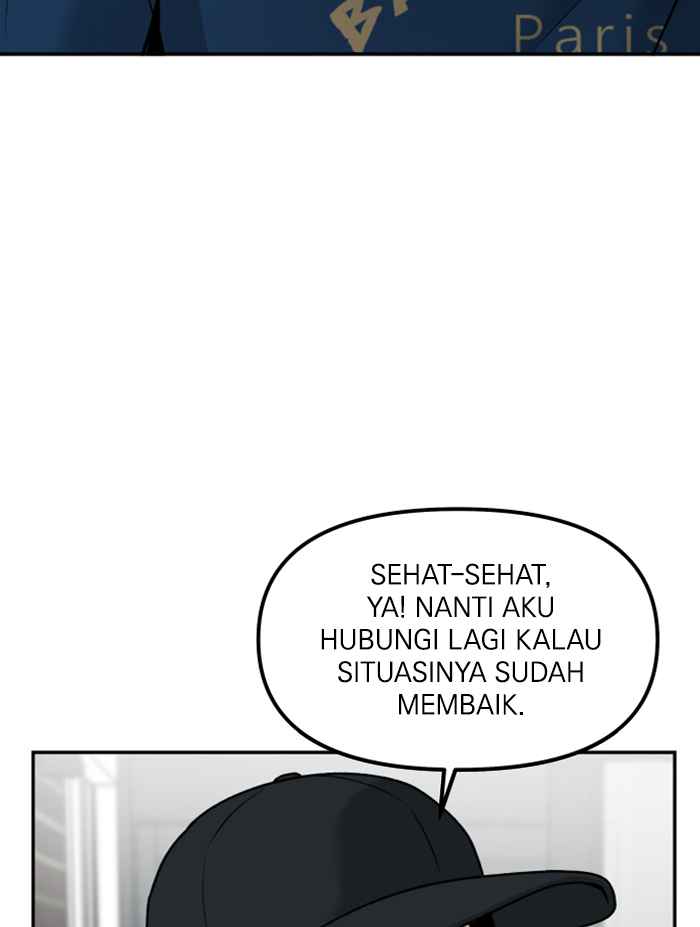 Paris
SEHAT-SEHAT,
YA! NANTI AKU
HUBUNGI LAGI KALAU
SITUASINYA SUDAH
MEMBAIK.